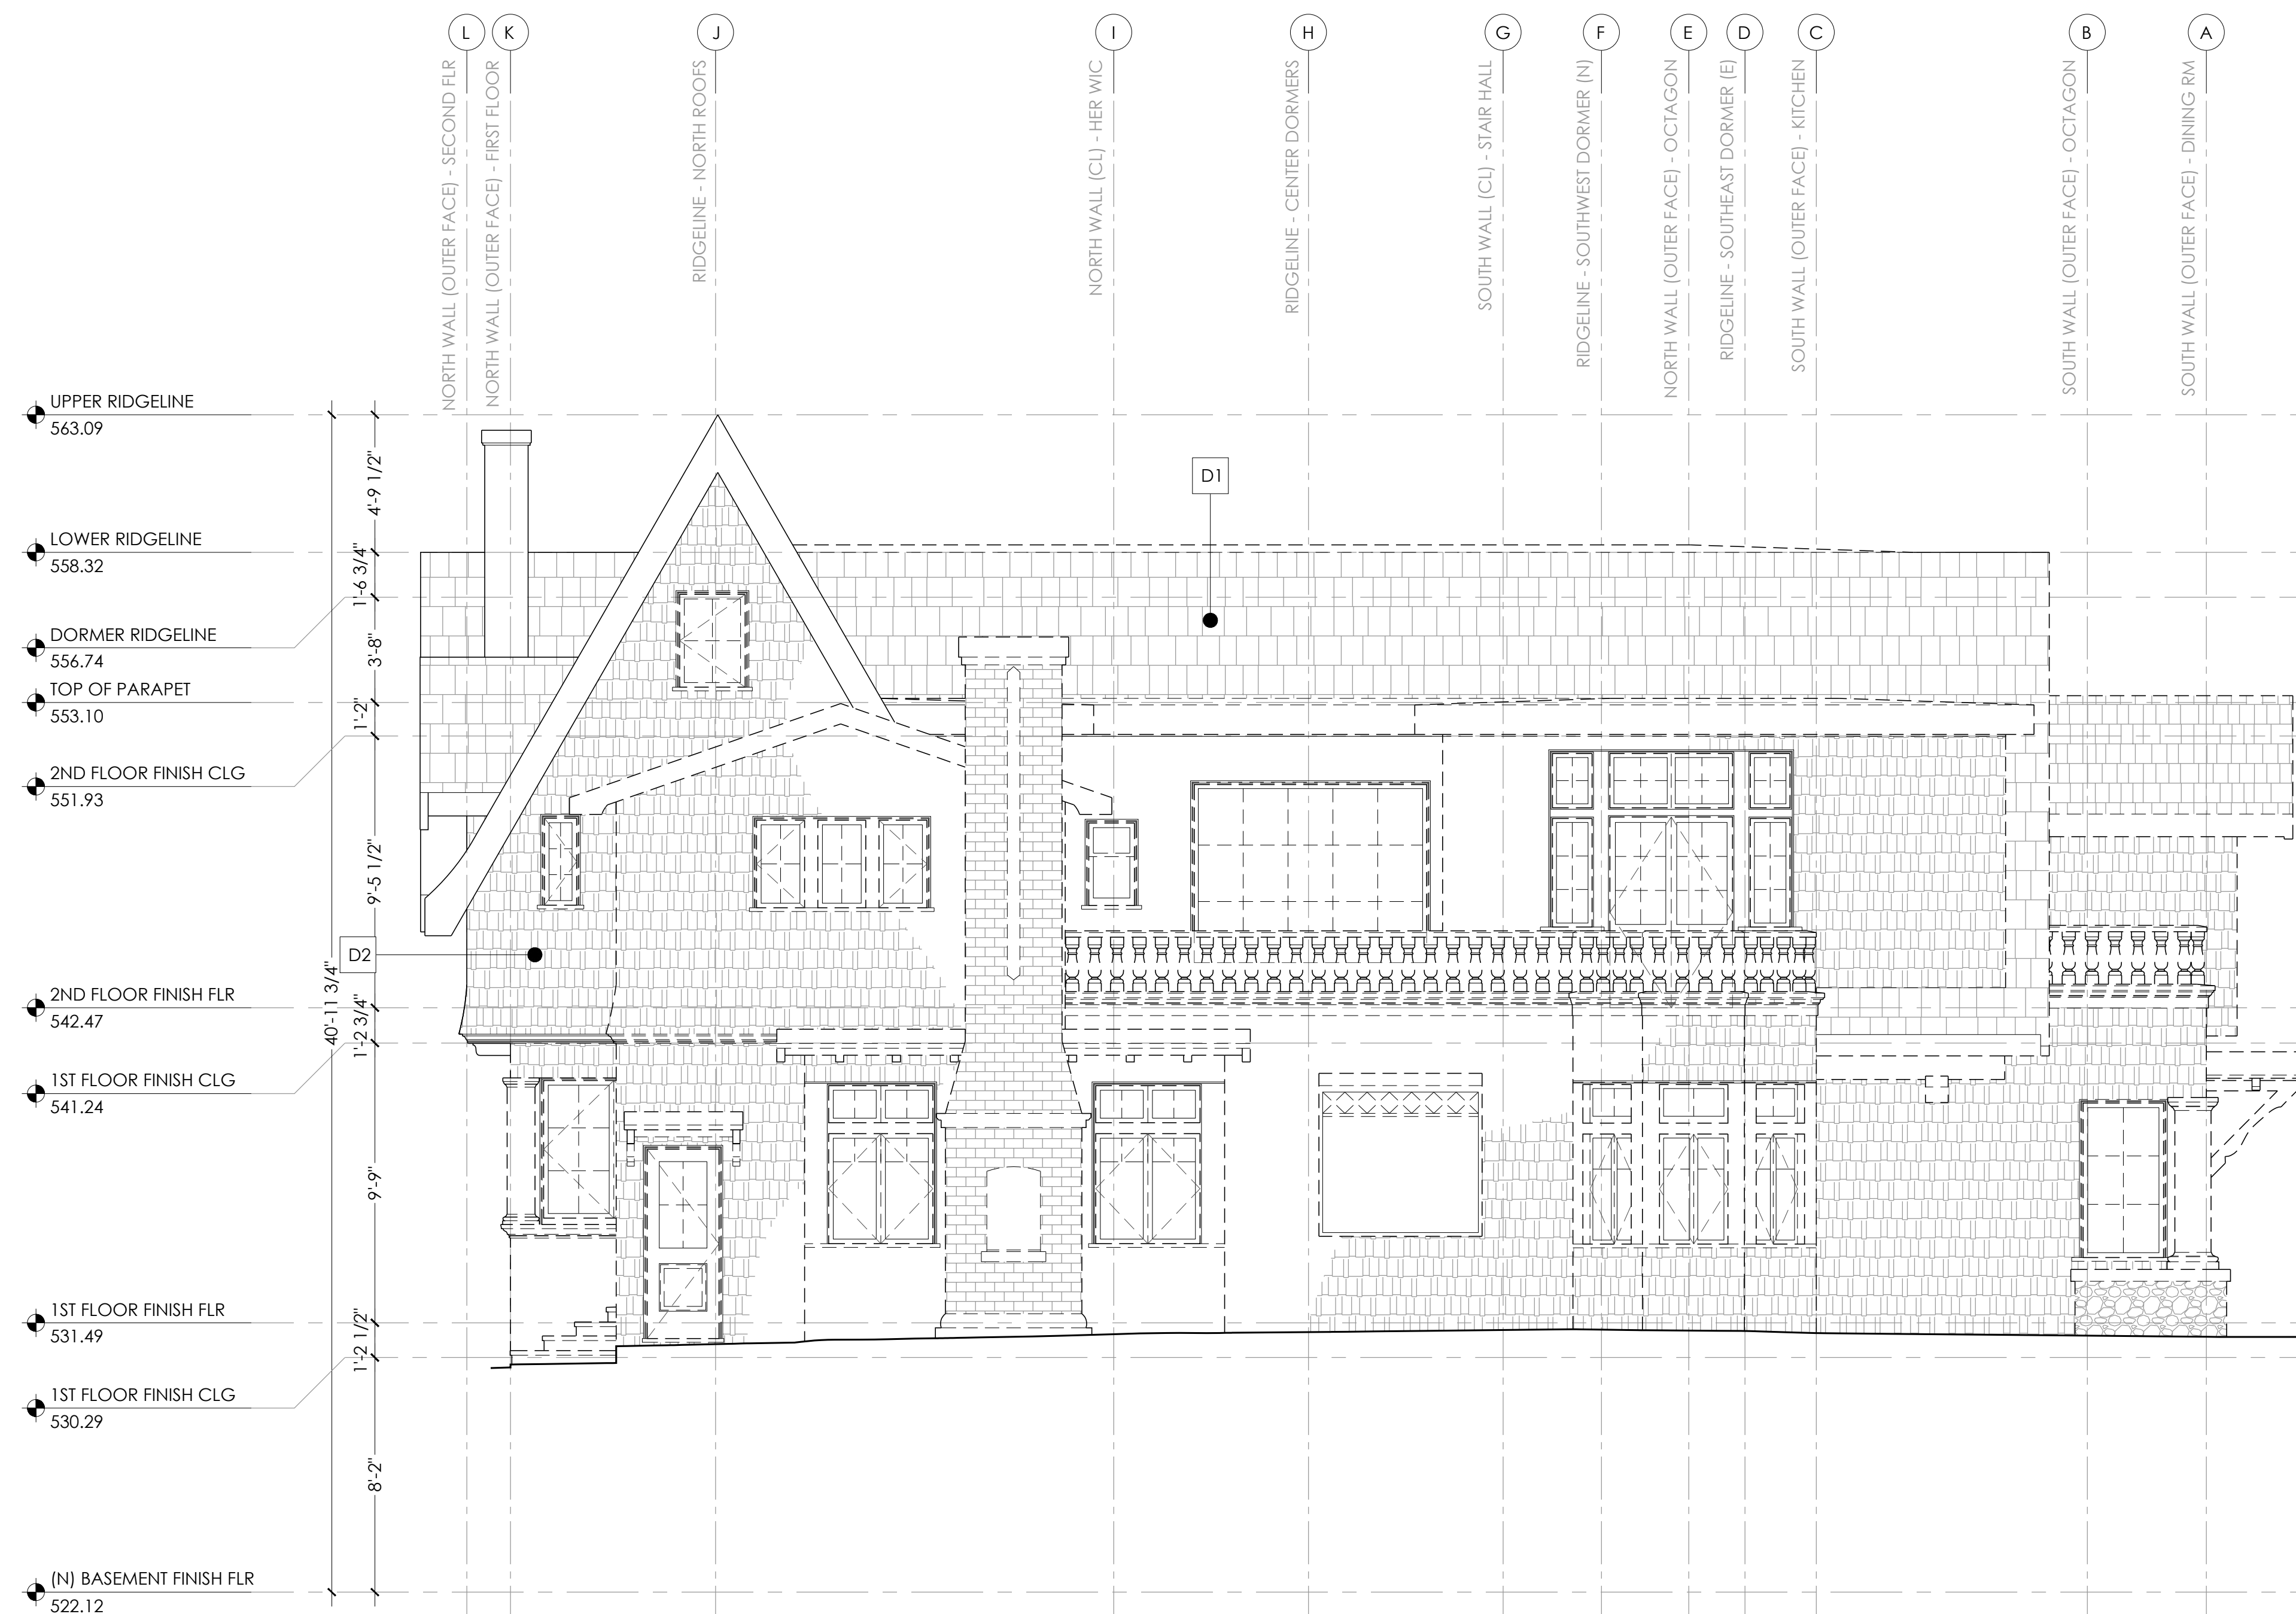 L
K
J
I
H
G
F
E
D
C
B
A
NORTH WALL (OUTER FACE) - SECOND FLR
NORTH WALL (OUTER FACE) - FIRST FLOOR
RIDGELINE - NORTH ROOFS
NORTH WALL (CL) - HER WIC
RIDGELINE - CENTER DORMERS
SOUTH WALL (CL) - STAIR HALL
RIDGELINE - SOUTHWEST DORMER (N)
NORTH WALL (OUTER FACE) - OCTAGON
RIDGELINE - SOUTHEAST DORMER (E)
SOUTH WALL (OUTER FACE) - KITCHEN
SOUTH WALL (OUTER FACE) - OCTAGON
SOUTH WALL (OUTER FACE) - DINING RM
UPPER RIDGELINE
563.09
4'-9 1/2"
D1
LOWER RIDGELINE
558.32
1'-6 3/4"
DORMER RIDGELINE
556.74
3'-8"
TOP OF PARAPET
553.10
1'-2"
2ND FLOOR FINISH CLG
551.93
9'-5 1/2"
D2
40'-11 3/4"
2ND FLOOR FINISH FLR
542.47
1'-2 3/4"
1ST FLOOR FINISH CLG
541.24
9'-9"
1ST FLOOR FINISH FLR
531.49
1'-2 1/2"
1ST FLOOR FINISH CLG
530.29
8'-2"
(N) BASEMENT FINISH FLR
522.12